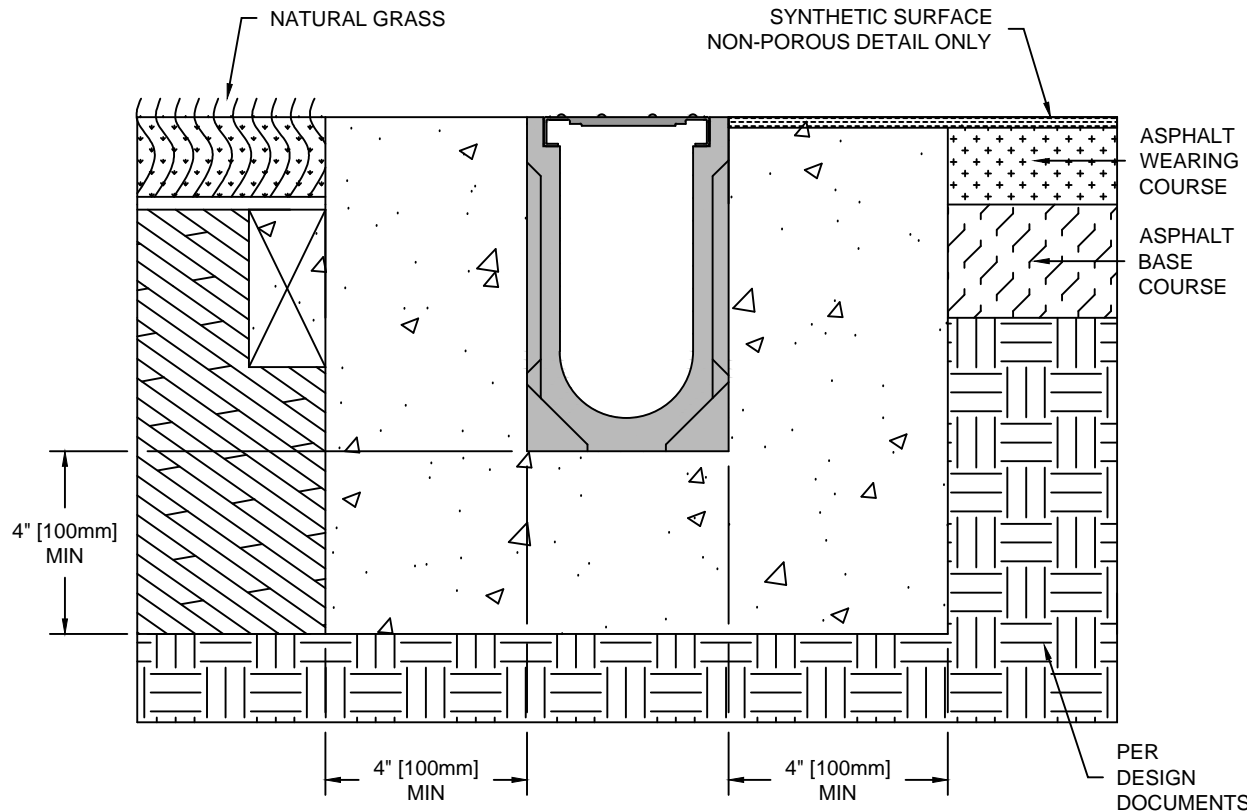 NATURAL GRASS
SYNTHETIC SURFACE
NON-POROUS DETAIL ONLY
ASPHALT
WEARING
COURSE
ASPHALT
BASE
COURSE
4" [100mm]
MIN
4" [100mm]
MIN
4" [100mm]
MIN
PER
DESIGN
DOCUMENTS